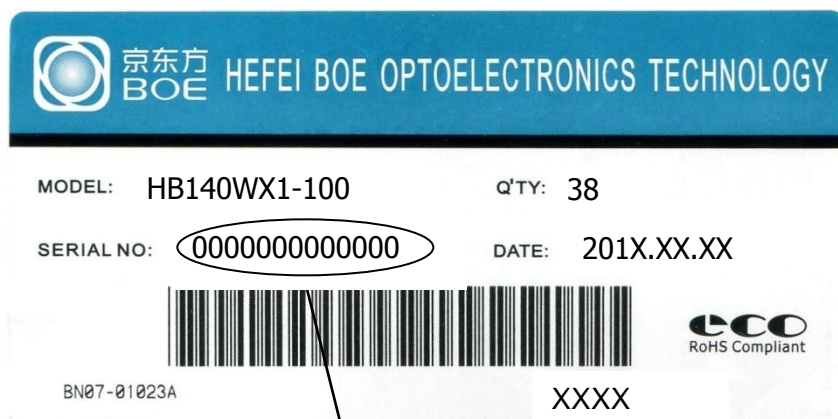 京东方
BOE HEFEI BOE OPTOELECTRONICS TECHNOLOGY
MODEL: HB140WX1-100 Q'TY: 38
SERIAL NO: 0000000000000 DATE: 201X.XX.XX
eco
RoHS Compliant
BN07-01023A XXXX